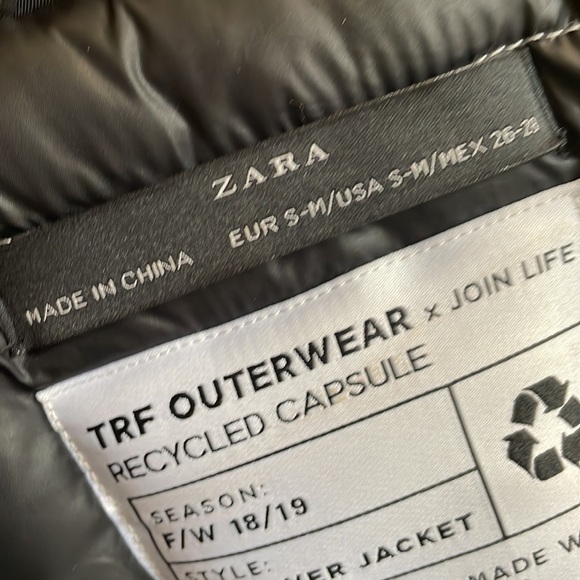 ZARA
EUR S-M/USA S-M/MEX 26-28
MADE IN CHINA
TRF OUTERWEAR x JOIN LIFE
RECYCLED CAPSULE
SEASON:
F/W 18/19
STYLE:
JACKET
MADE